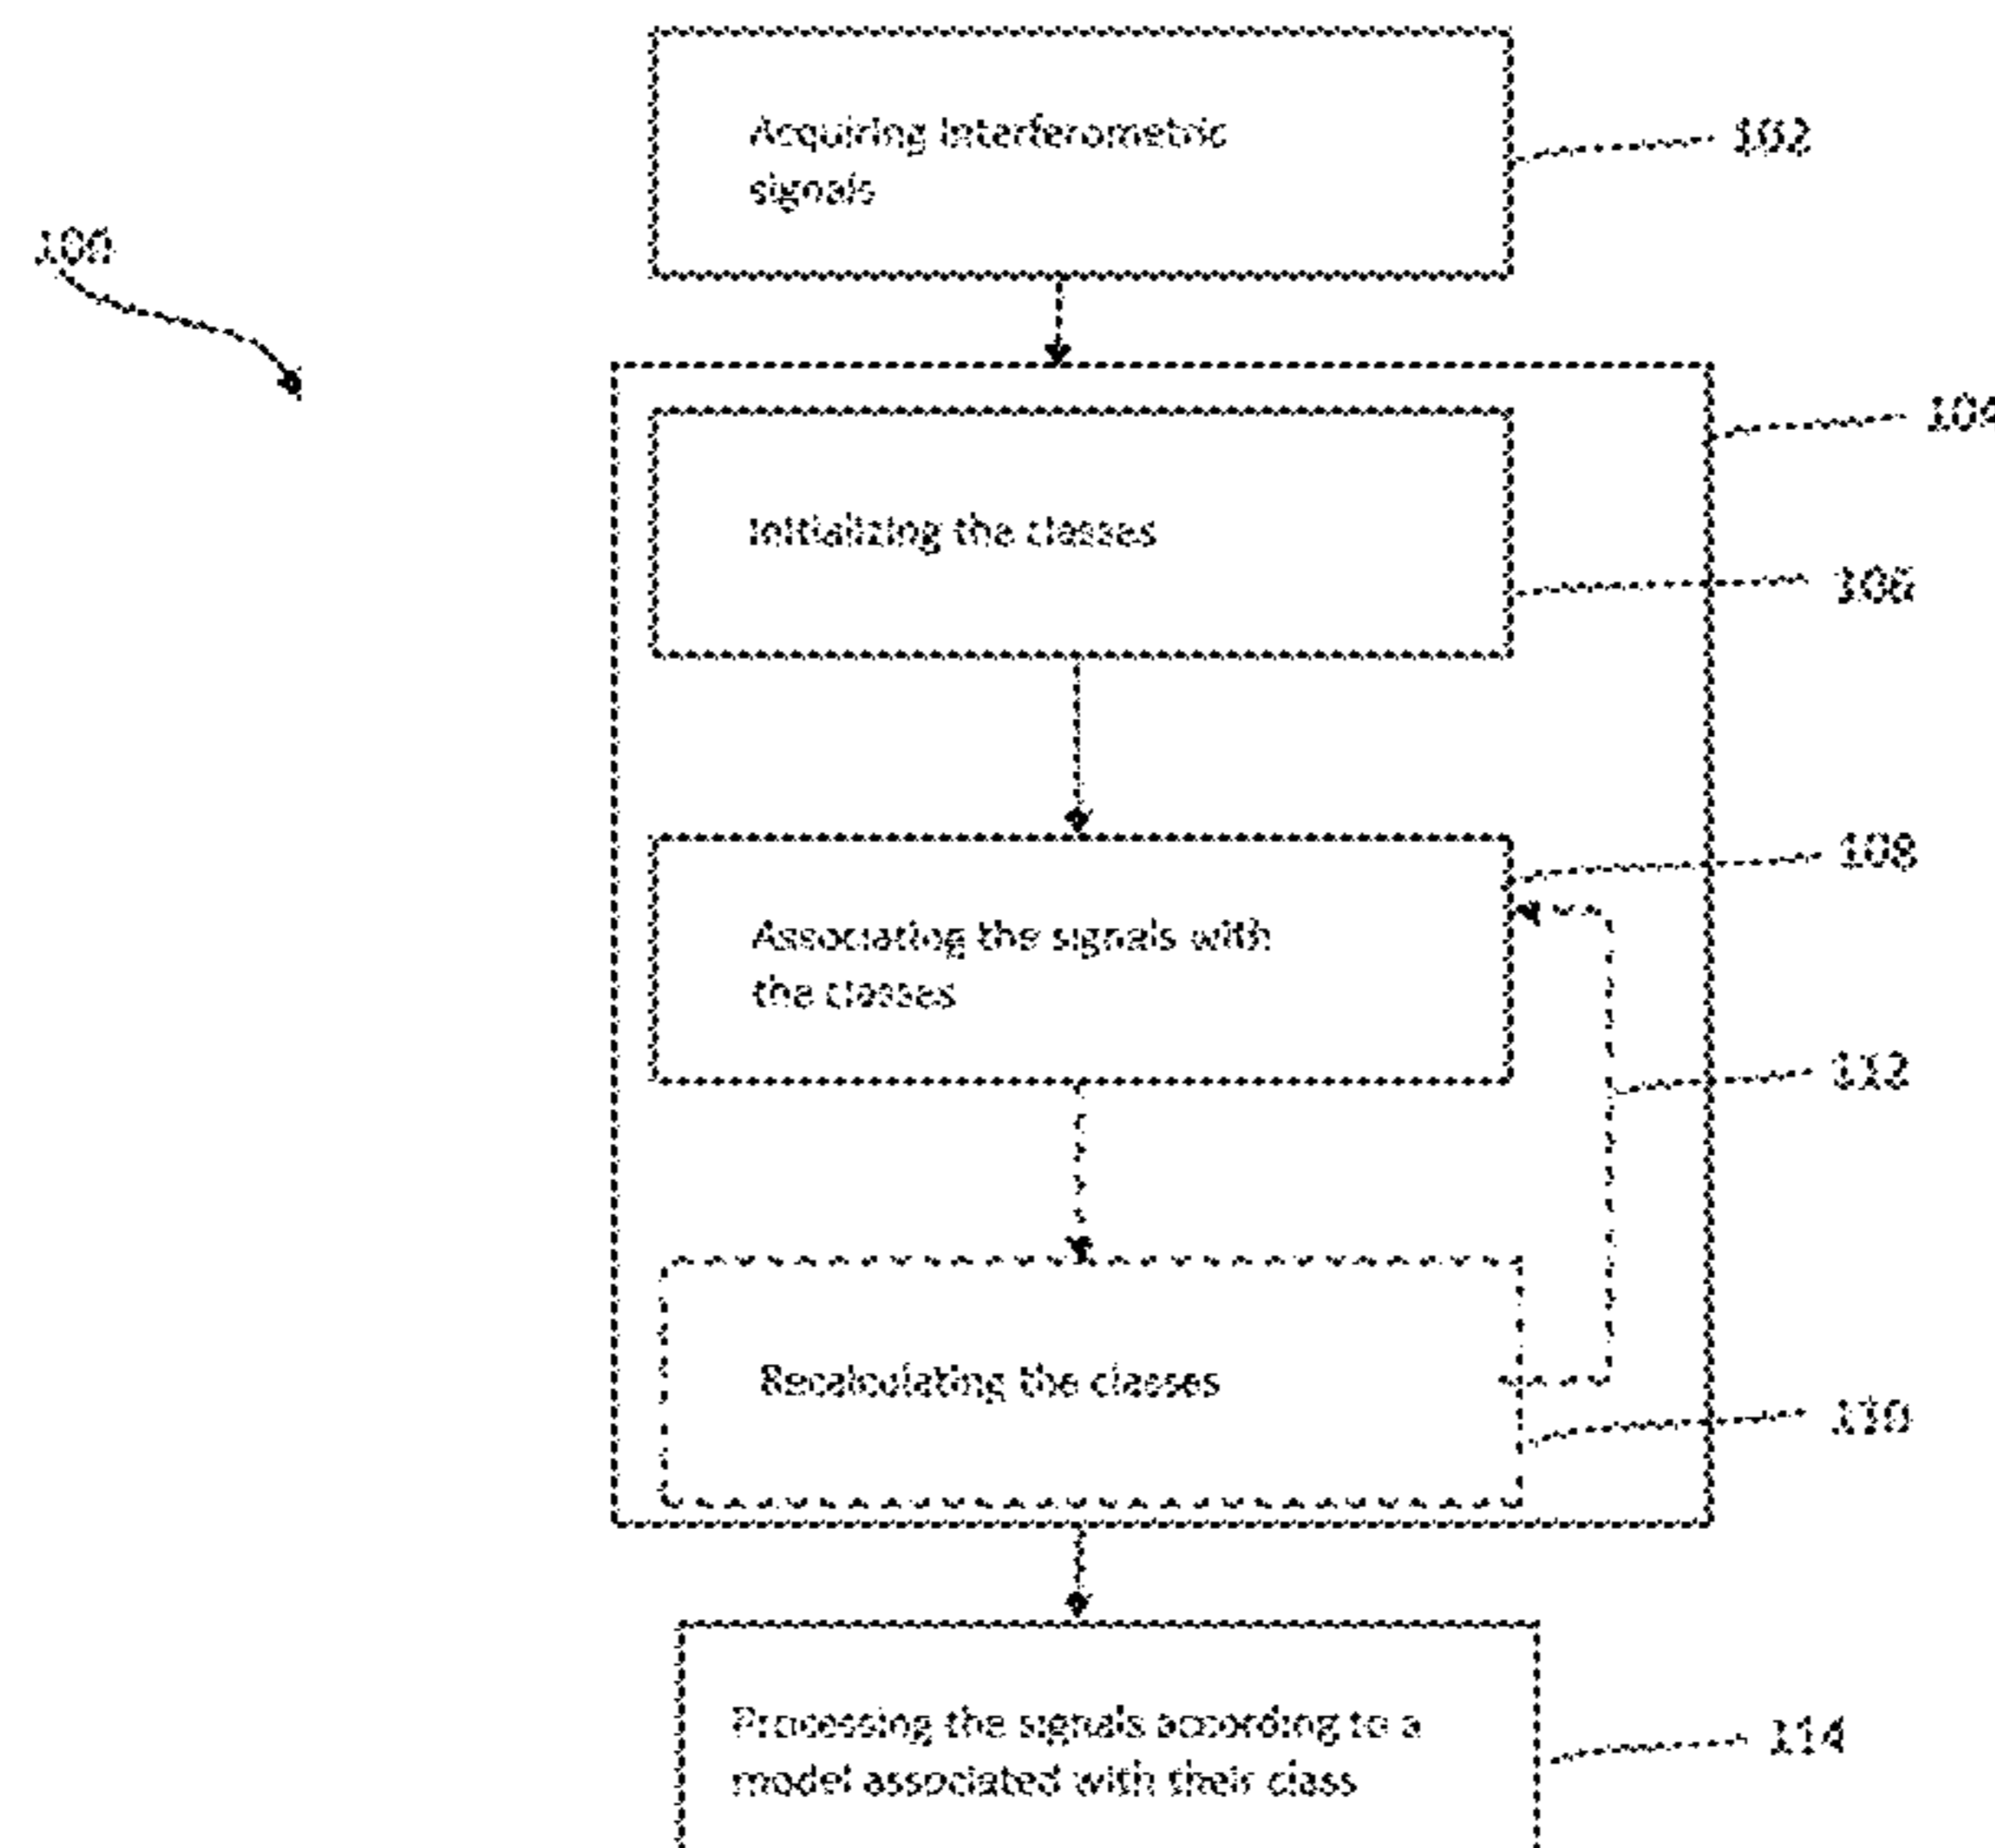 Acquiring interferometric
signals
102
100
104
Initializing the classes
106
108
Associating the signals with
the classes
112
Recalculating the classes
110
Processing the signals according to a
model associated with their class
114